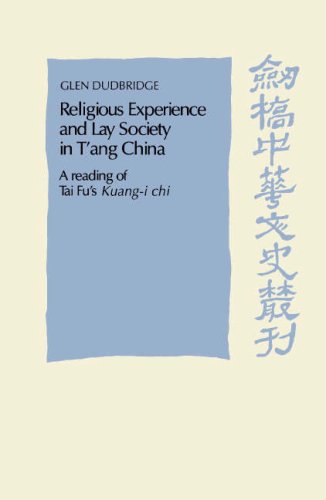 GLEN DUDBRIDGE
Religious Experience
and Lay Society
in T'ang China
A reading of
Tai Fu's Kuang-i chi
劍橋中華文史叢刊